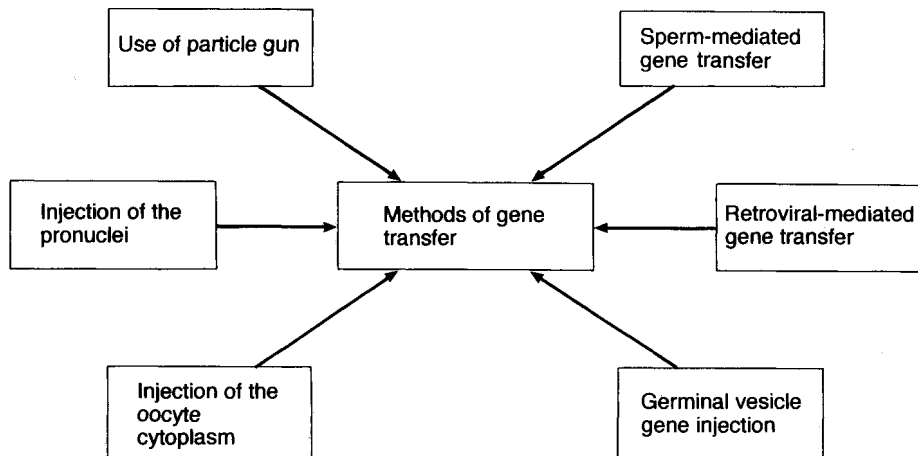 Use of particle gun
Sperm-mediated
gene transfer
Injection of the
pronuclei
Methods of gene
transfer
Retroviral-mediated
gene transfer
Injection of the
oocyte
cytoplasm
Germinal vesicle
gene injection